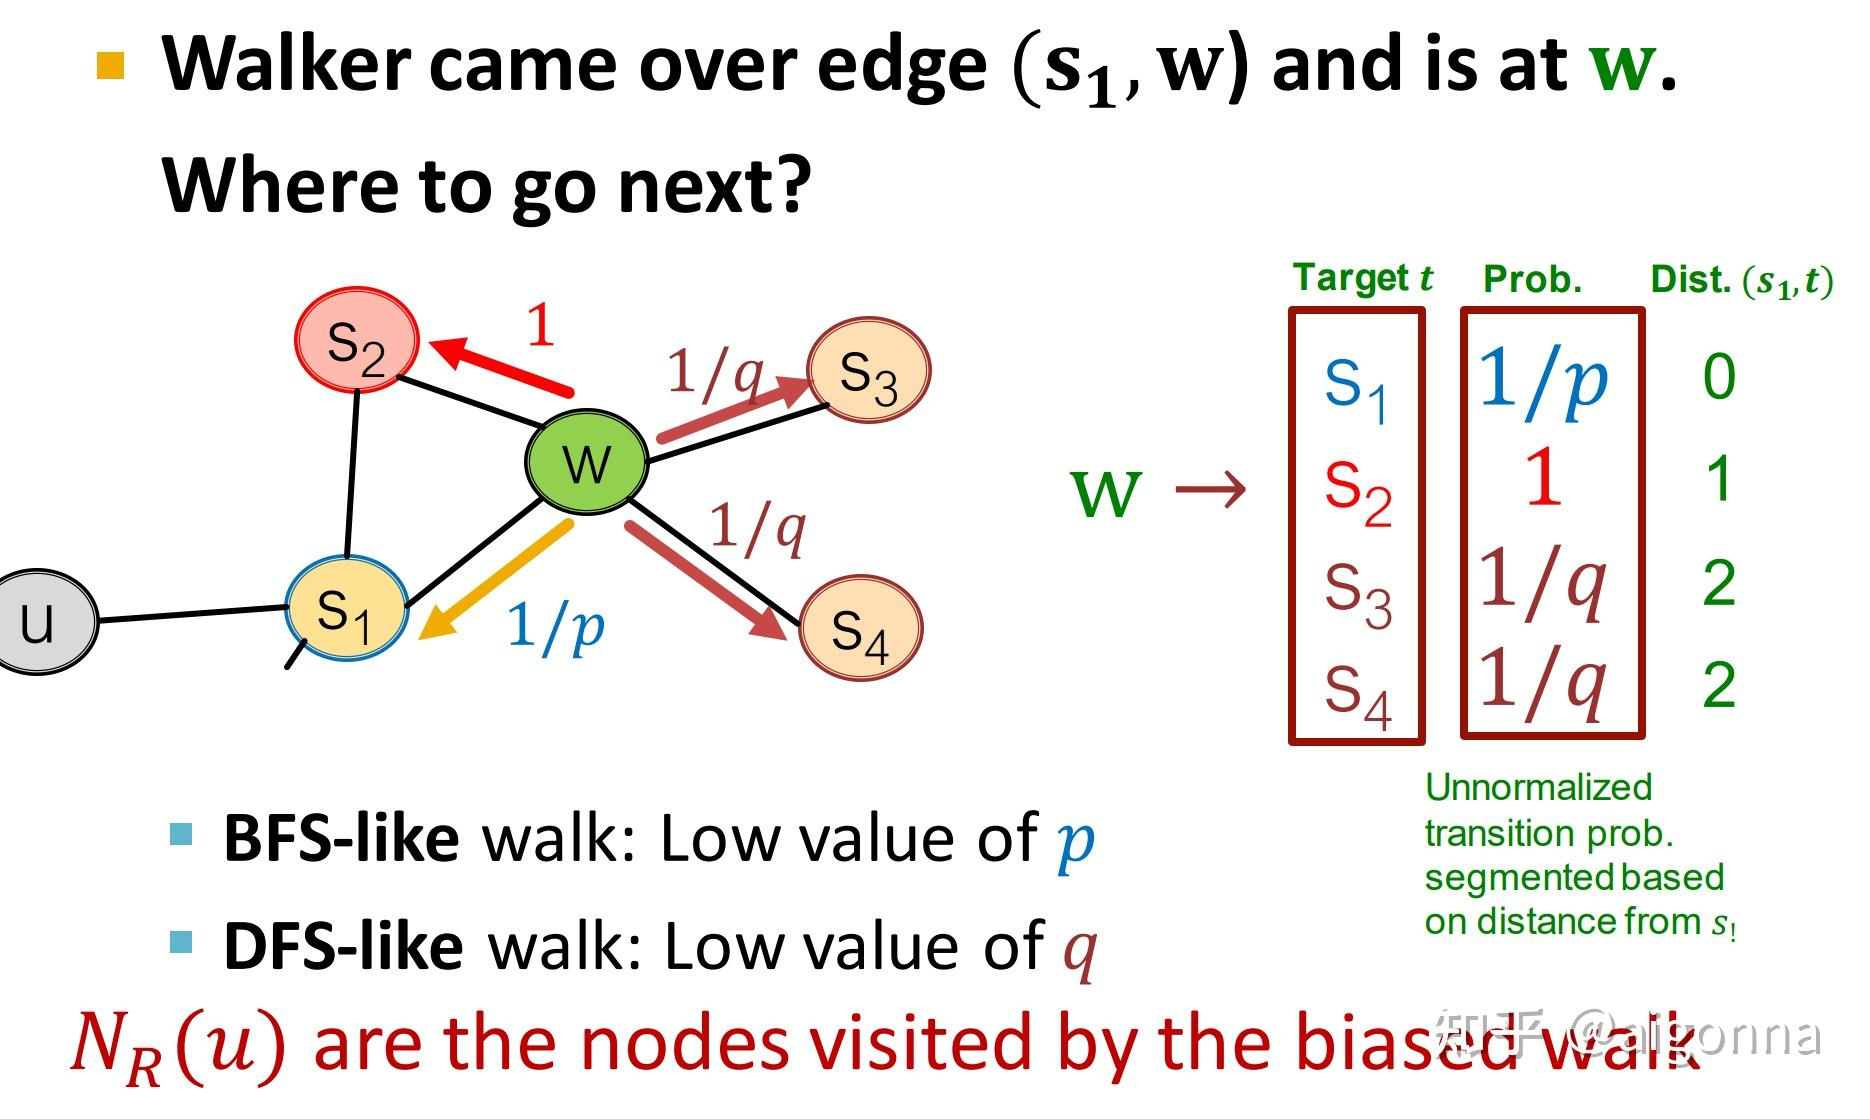 Walker came over edge (s₁, w) and is at w.
Where to go next?
Target t Prob. Dist. (s₁,t)
s₂
1
1/q
s₃
w
1/q
1/p
u
s₁
s₄
w →
s₁ 1/p 0
s₂ 1 1
s₃ 1/q 2
s₄ 1/q 2
Unnormalized
transition prob.
segmented based
on distance from s!
BFS-like walk: Low value of p
DFS-like walk: Low value of q
N_R(u) are the nodes visited by the biased walk
知乎 @aigonna